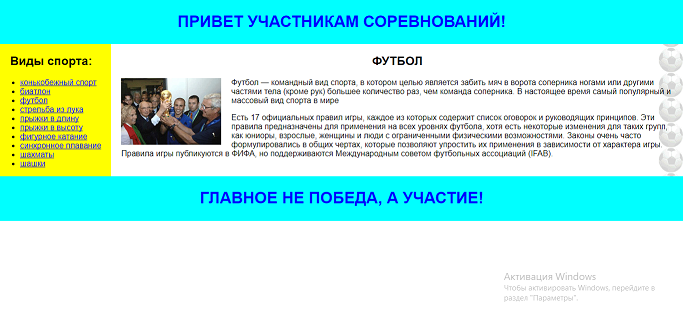 ПРИВЕТ УЧАСТНИКАМ СОРЕВНОВАНИЙ!
Виды спорта:
конькобежный спорт
биатлон
футбол
стрельба из лука
прыжки в длину
прыжки в высоту
фигурное катание
синхронное плавание
шахматы
шашки
ФУТБОЛ
Футбол — командный вид спорта, в котором целью является забить мяч в ворота соперника ногами или другими
частями тела (кроме рук) большее количество раз, чем команда соперника. В настоящее время самый популярный и
массовый вид спорта в мире
Есть 17 официальных правил игры, каждое из которых содержит список оговорок и руководящих принципов. Эти
правила предназначены для применения на всех уровнях футбола, хотя есть некоторые изменения для таких групп,
как юниоры, взрослые, женщины и люди с ограниченными физическими возможностями. Законы очень часто
формулировались в общих чертах, которые позволяют упростить их применения в зависимости от характера игры.
Правила игры публикуются в ФИФА, но поддерживаются Международным советом футбольных ассоциаций (IFAB).
ГЛАВНОЕ НЕ ПОБЕДА, А УЧАСТИЕ!
Активация Windows
Чтобы активировать Windows, перейдите в
раздел "Параметры".